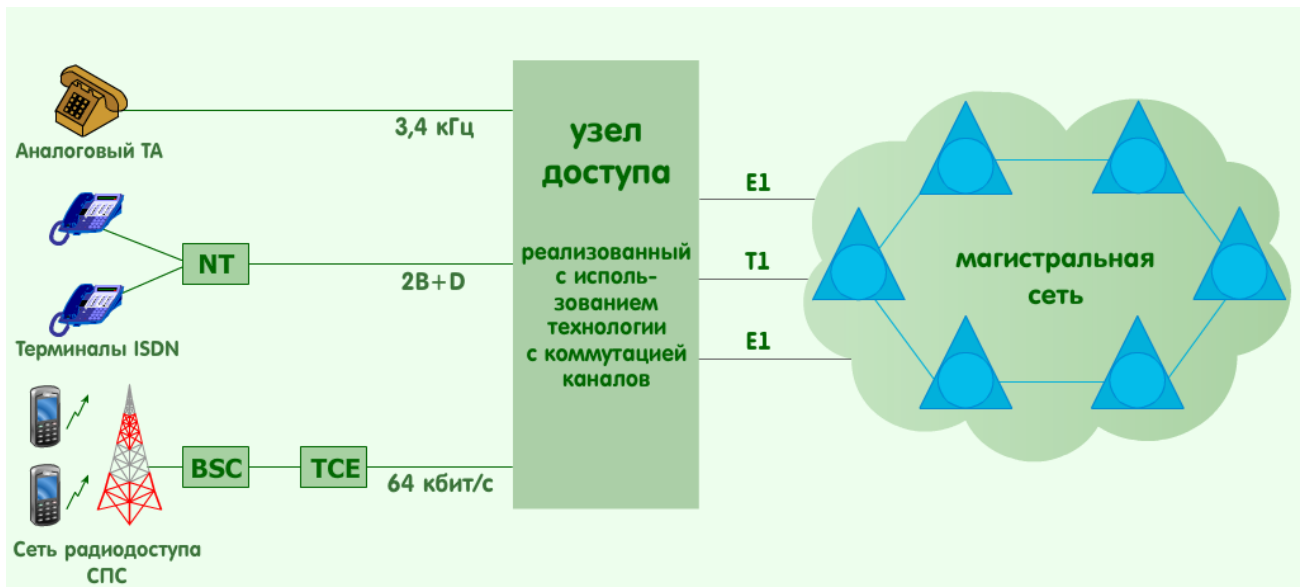 Аналоговый ТА
3,4 кГц
Терминалы ISDN
NT
2B+D
Сеть радиодоступа
СПС
BSC
TCE
64 кбит/с
узел
доступа
реализованный
с исполь-
зованием
технологии
с коммутацией
каналов
E1
T1
E1
магистральная
сеть